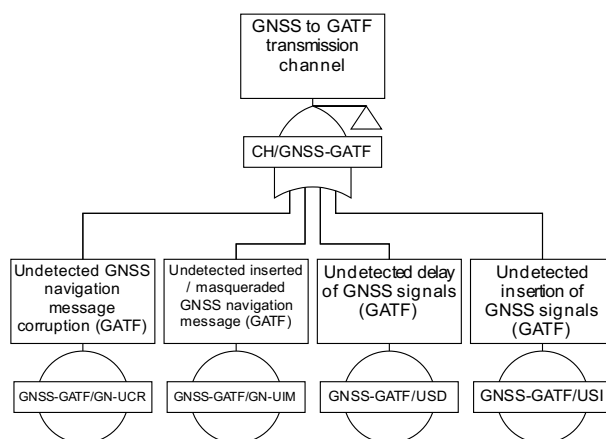 GNSS to GATF
transmission
channel
CH/GNSS-GATF
Undetected GNSS
navigation
message
corruption (GATF)
Undetected inserted
/ masqueraded
GNSS navigation
message (GATF)
Undetected delay
of GNSS signals
(GATF)
Undetected
insertion of
GNSS signals
(GATF)
GNSS-GATF/GN-UCR
GNSS-GATF/GN-UIM
GNSS-GATF/USD
GNSS-GATF/USI